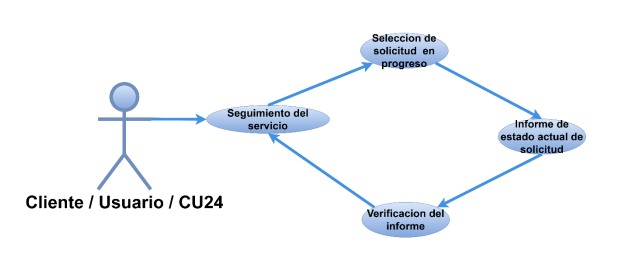 Seleccion de
solicitud en
progreso
Seguimiento del
servicio
Informe de
estado actual de
solicitud
Cliente / Usuario / CU24
Verificacion del
informe